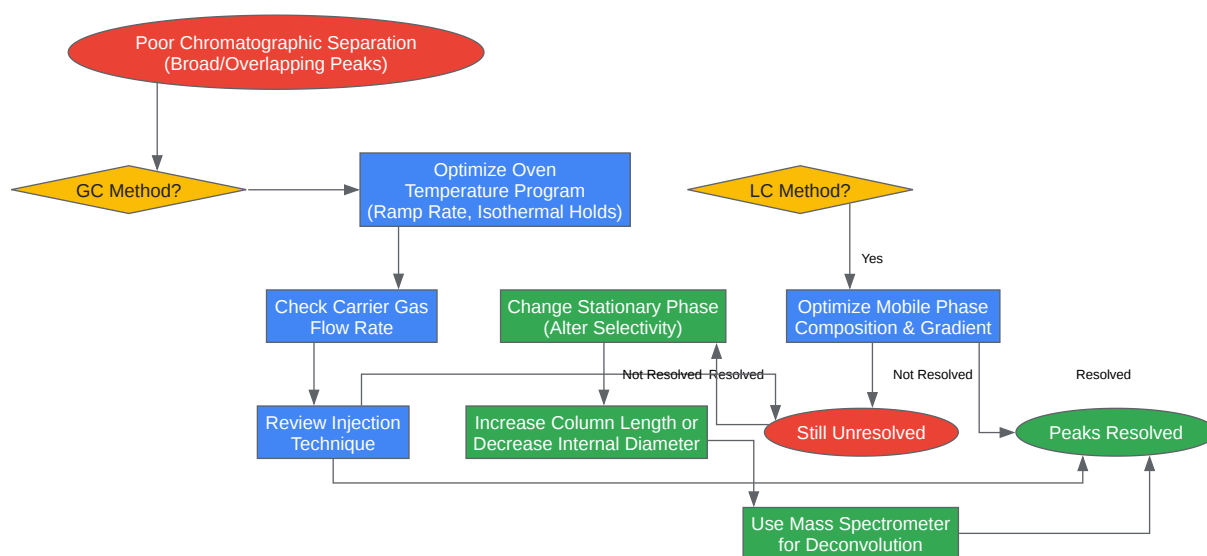 Poor Chromatographic Separation
(Broad/Overlapping Peaks)
GC Method?
Optimize Oven
Temperature Program
(Ramp Rate, Isothermal Holds)
LC Method?
Yes
Check Carrier Gas
Flow Rate
Change Stationary Phase
(Alter Selectivity)
Optimize Mobile Phase
Composition & Gradient
Not Resolved
Resolved
Not Resolved
Resolved
Review Injection
Technique
Increase Column Length or
Decrease Internal Diameter
Still Unresolved
Peaks Resolved
Use Mass Spectrometer
for Deconvolution